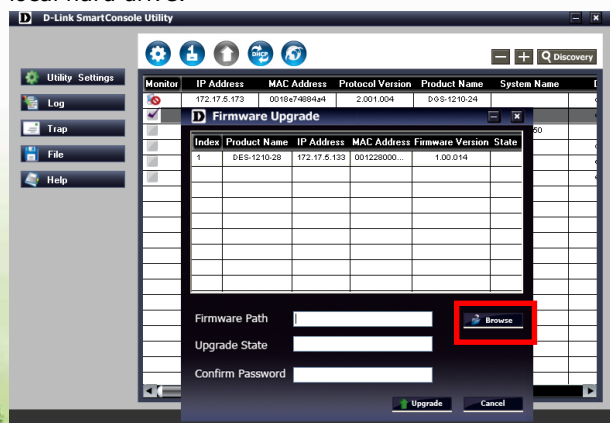 D-Link SmartConsole Utility
Discovery
Utility Settings
Log
Trap
File
Help
Monitor IP Address MAC Address Protocol Version Product Name System Name
172.17.5.173 0018e74884a4 2.001.004 DGS-1210-24
Firmware Upgrade
Index Product Name IP Address MAC Address Firmware Version State
1 DES-1210-28 172.17.5.133 001228000... 1.00.014
Firmware Path
Browse
Upgrade State
Confirm Password
Upgrade Cancel